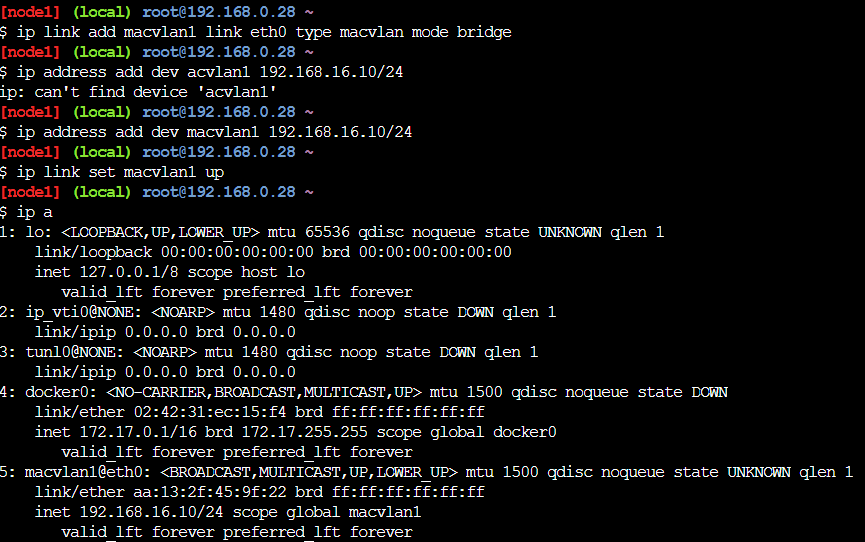 [node1] (local) root@192.168.0.28 ~
$ ip link add macvlan1 link eth0 type macvlan mode bridge
[node1] (local) root@192.168.0.28 ~
$ ip address add dev acvlan1 192.168.16.10/24
ip: can't find device 'acvlan1'
[node1] (local) root@192.168.0.28 ~
$ ip address add dev macvlan1 192.168.16.10/24
[node1] (local) root@192.168.0.28 ~
$ ip link set macvlan1 up
[node1] (local) root@192.168.0.28 ~
$ ip a
1: lo: <LOOPBACK,UP,LOWER_UP> mtu 65536 qdisc noqueue state UNKNOWN qlen 1
    link/loopback 00:00:00:00:00:00 brd 00:00:00:00:00:00
    inet 127.0.0.1/8 scope host lo
       valid_lft forever preferred_lft forever
2: ip_vti0@NONE: <NOARP> mtu 1480 qdisc noop state DOWN qlen 1
    link/ipip 0.0.0.0 brd 0.0.0.0
3: tunl0@NONE: <NOARP> mtu 1480 qdisc noop state DOWN qlen 1
    link/ipip 0.0.0.0 brd 0.0.0.0
4: docker0: <NO-CARRIER,BROADCAST,MULTICAST,UP> mtu 1500 qdisc noqueue state DOWN
    link/ether 02:42:31:ec:15:f4 brd ff:ff:ff:ff:ff:ff
    inet 172.17.0.1/16 brd 172.17.255.255 scope global docker0
       valid_lft forever preferred_lft forever
5: macvlan1@eth0: <BROADCAST,MULTICAST,UP,LOWER_UP> mtu 1500 qdisc noqueue state UNKNOWN qlen 1
    link/ether aa:13:2f:45:9f:22 brd ff:ff:ff:ff:ff:ff
    inet 192.168.16.10/24 scope global macvlan1
       valid_lft forever preferred_lft forever